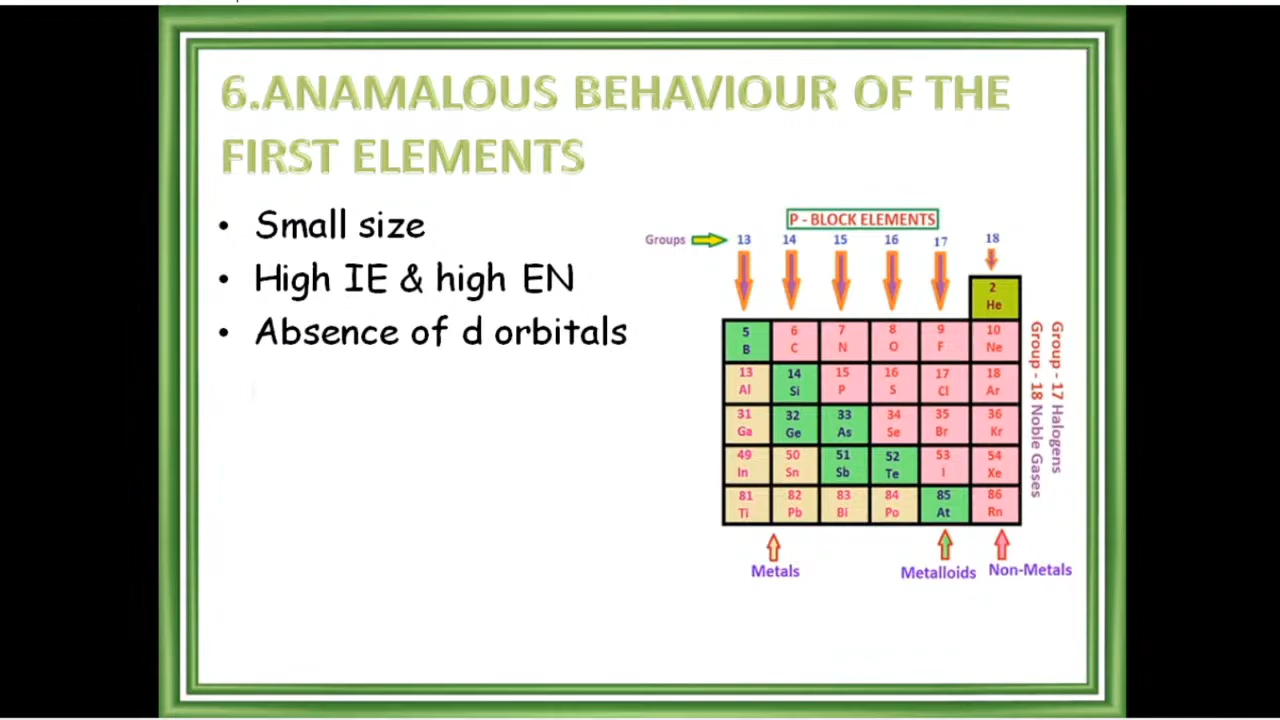 6.ANAMALOUS BEHAVIOUR OF THE
FIRST ELEMENTS
• Small size
• High IE & high EN
• Absence of d orbitals
P - BLOCK ELEMENTS
Groups 13 14 15 16 17 18
2
He
5 6 7 8 9 10
B C N O F Ne
13 14 15 16 17 18
Al Si P S Cl Ar
31 32 33 34 35 36
Ga Ge As Se Br Kr
49 50 51 52 53 54
In Sn Sb Te I Xe
81 82 83 84 85 86
Ti Pb Bi Po At Rn
Group - 17 Halogens
Group - 18 Noble Gases
Metals
Metalloids
Non-Metals